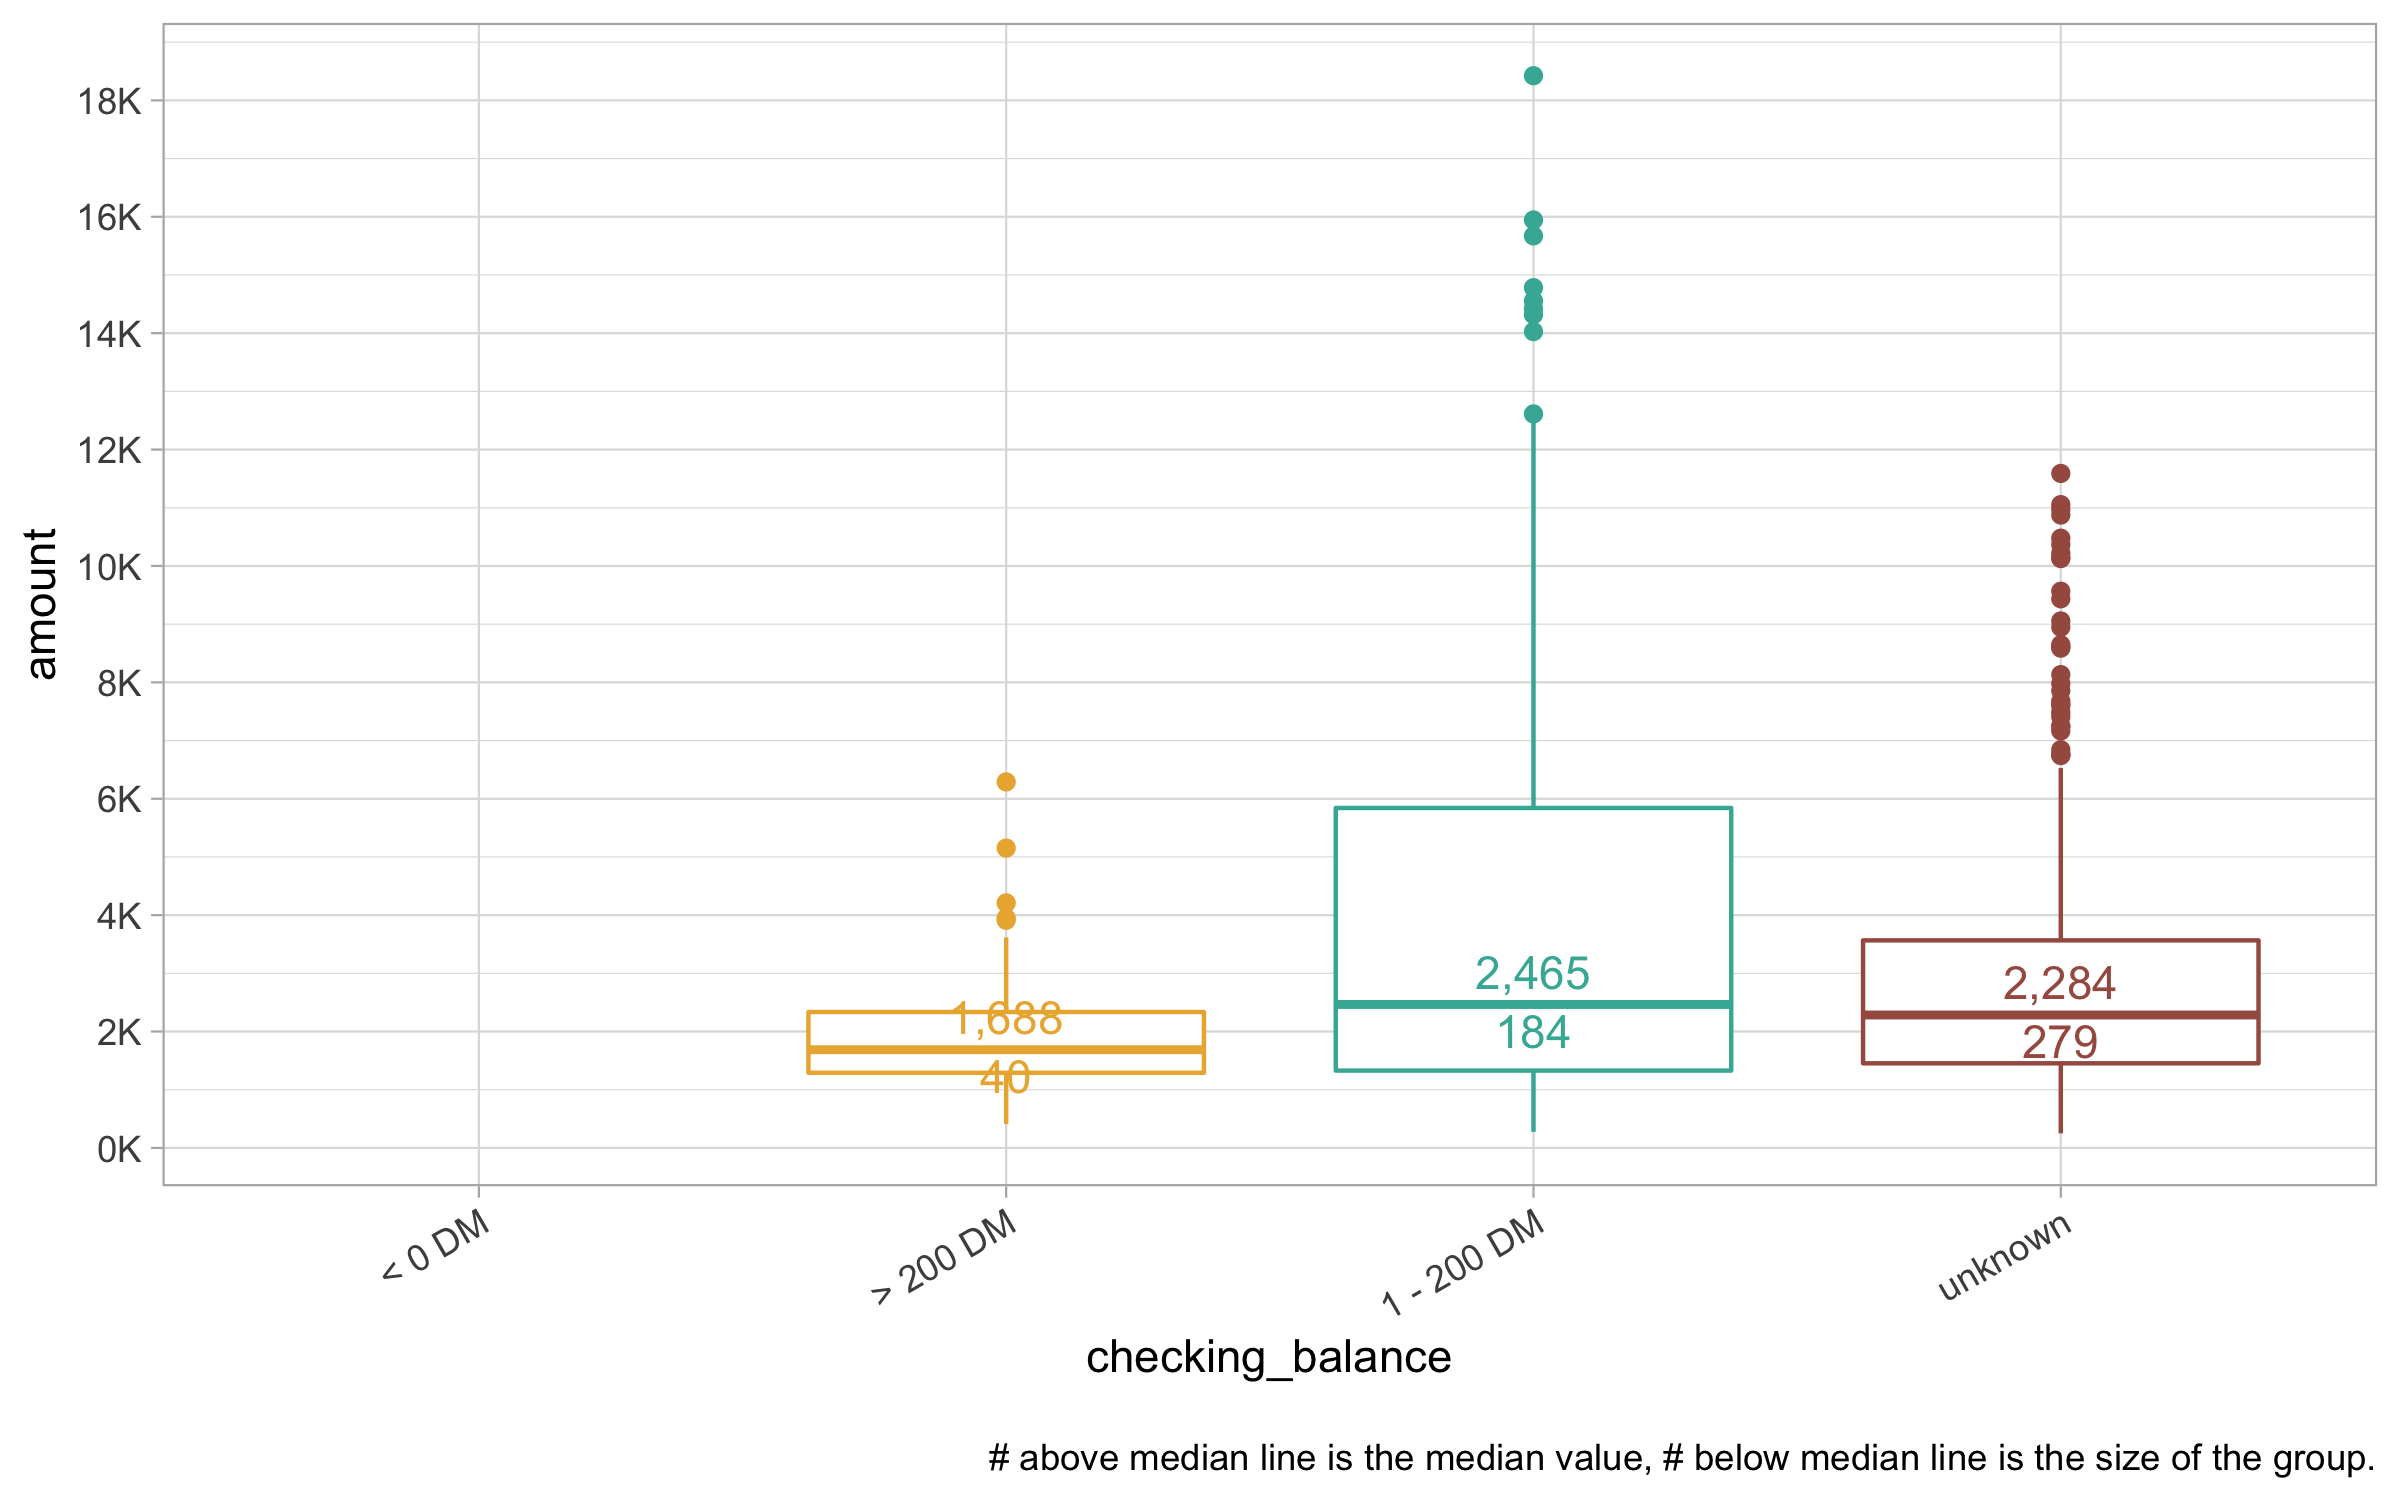 18K
16K
14K
12K
10K
8K
6K
4K
2K
0K
amount
1,688
40
2,465
184
2,284
279
< 0 DM
> 200 DM
1 - 200 DM
unknown
checking_balance
# above median line is the median value, # below median line is the size of the group.